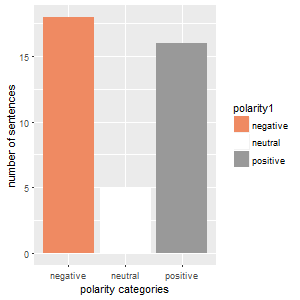 number of sentences
15
10
5
0
negative
neutral
positive
polarity categories
polarity1
negative
neutral
positive